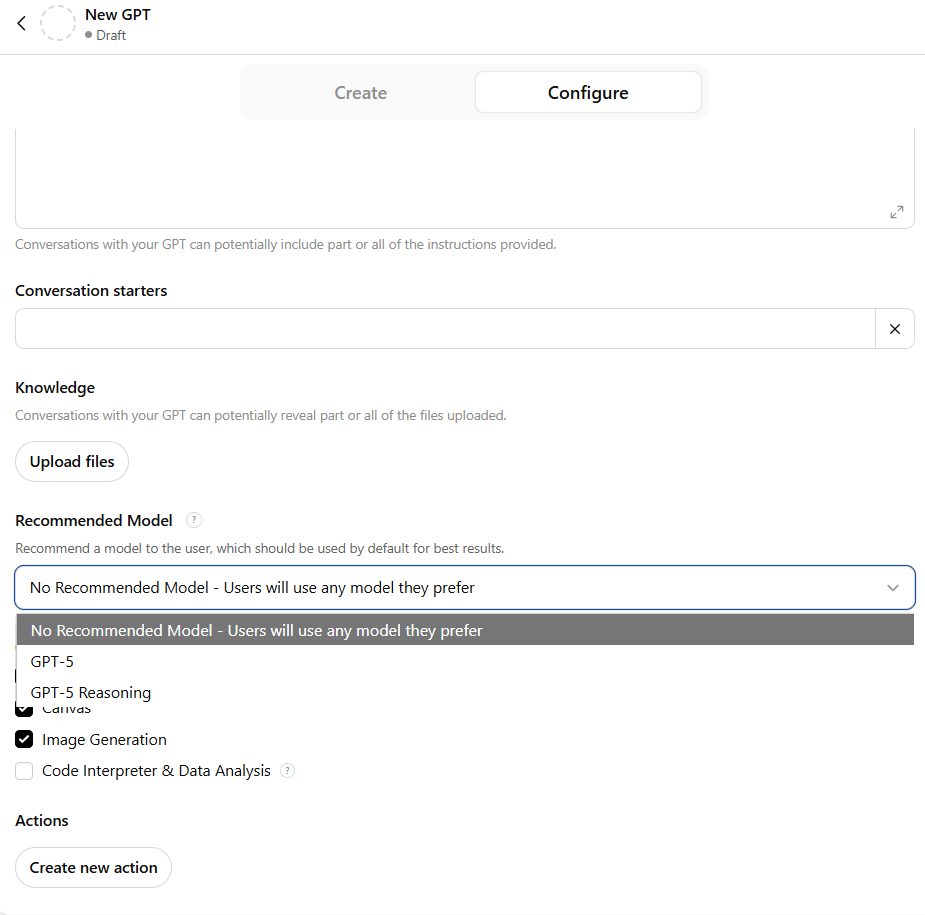 New GPT
Draft
Create
Configure
Conversations with your GPT can potentially include part or all of the instructions provided.
Conversation starters
Knowledge
Conversations with your GPT can potentially reveal part or all of the files uploaded.
Upload files
Recommended Model ?
Recommend a model to the user, which should be used by default for best results.
No Recommended Model - Users will use any model they prefer
No Recommended Model - Users will use any model they prefer
GPT-5
GPT-5 Reasoning
Canvas
Image Generation
Code Interpreter & Data Analysis ?
Actions
Create new action